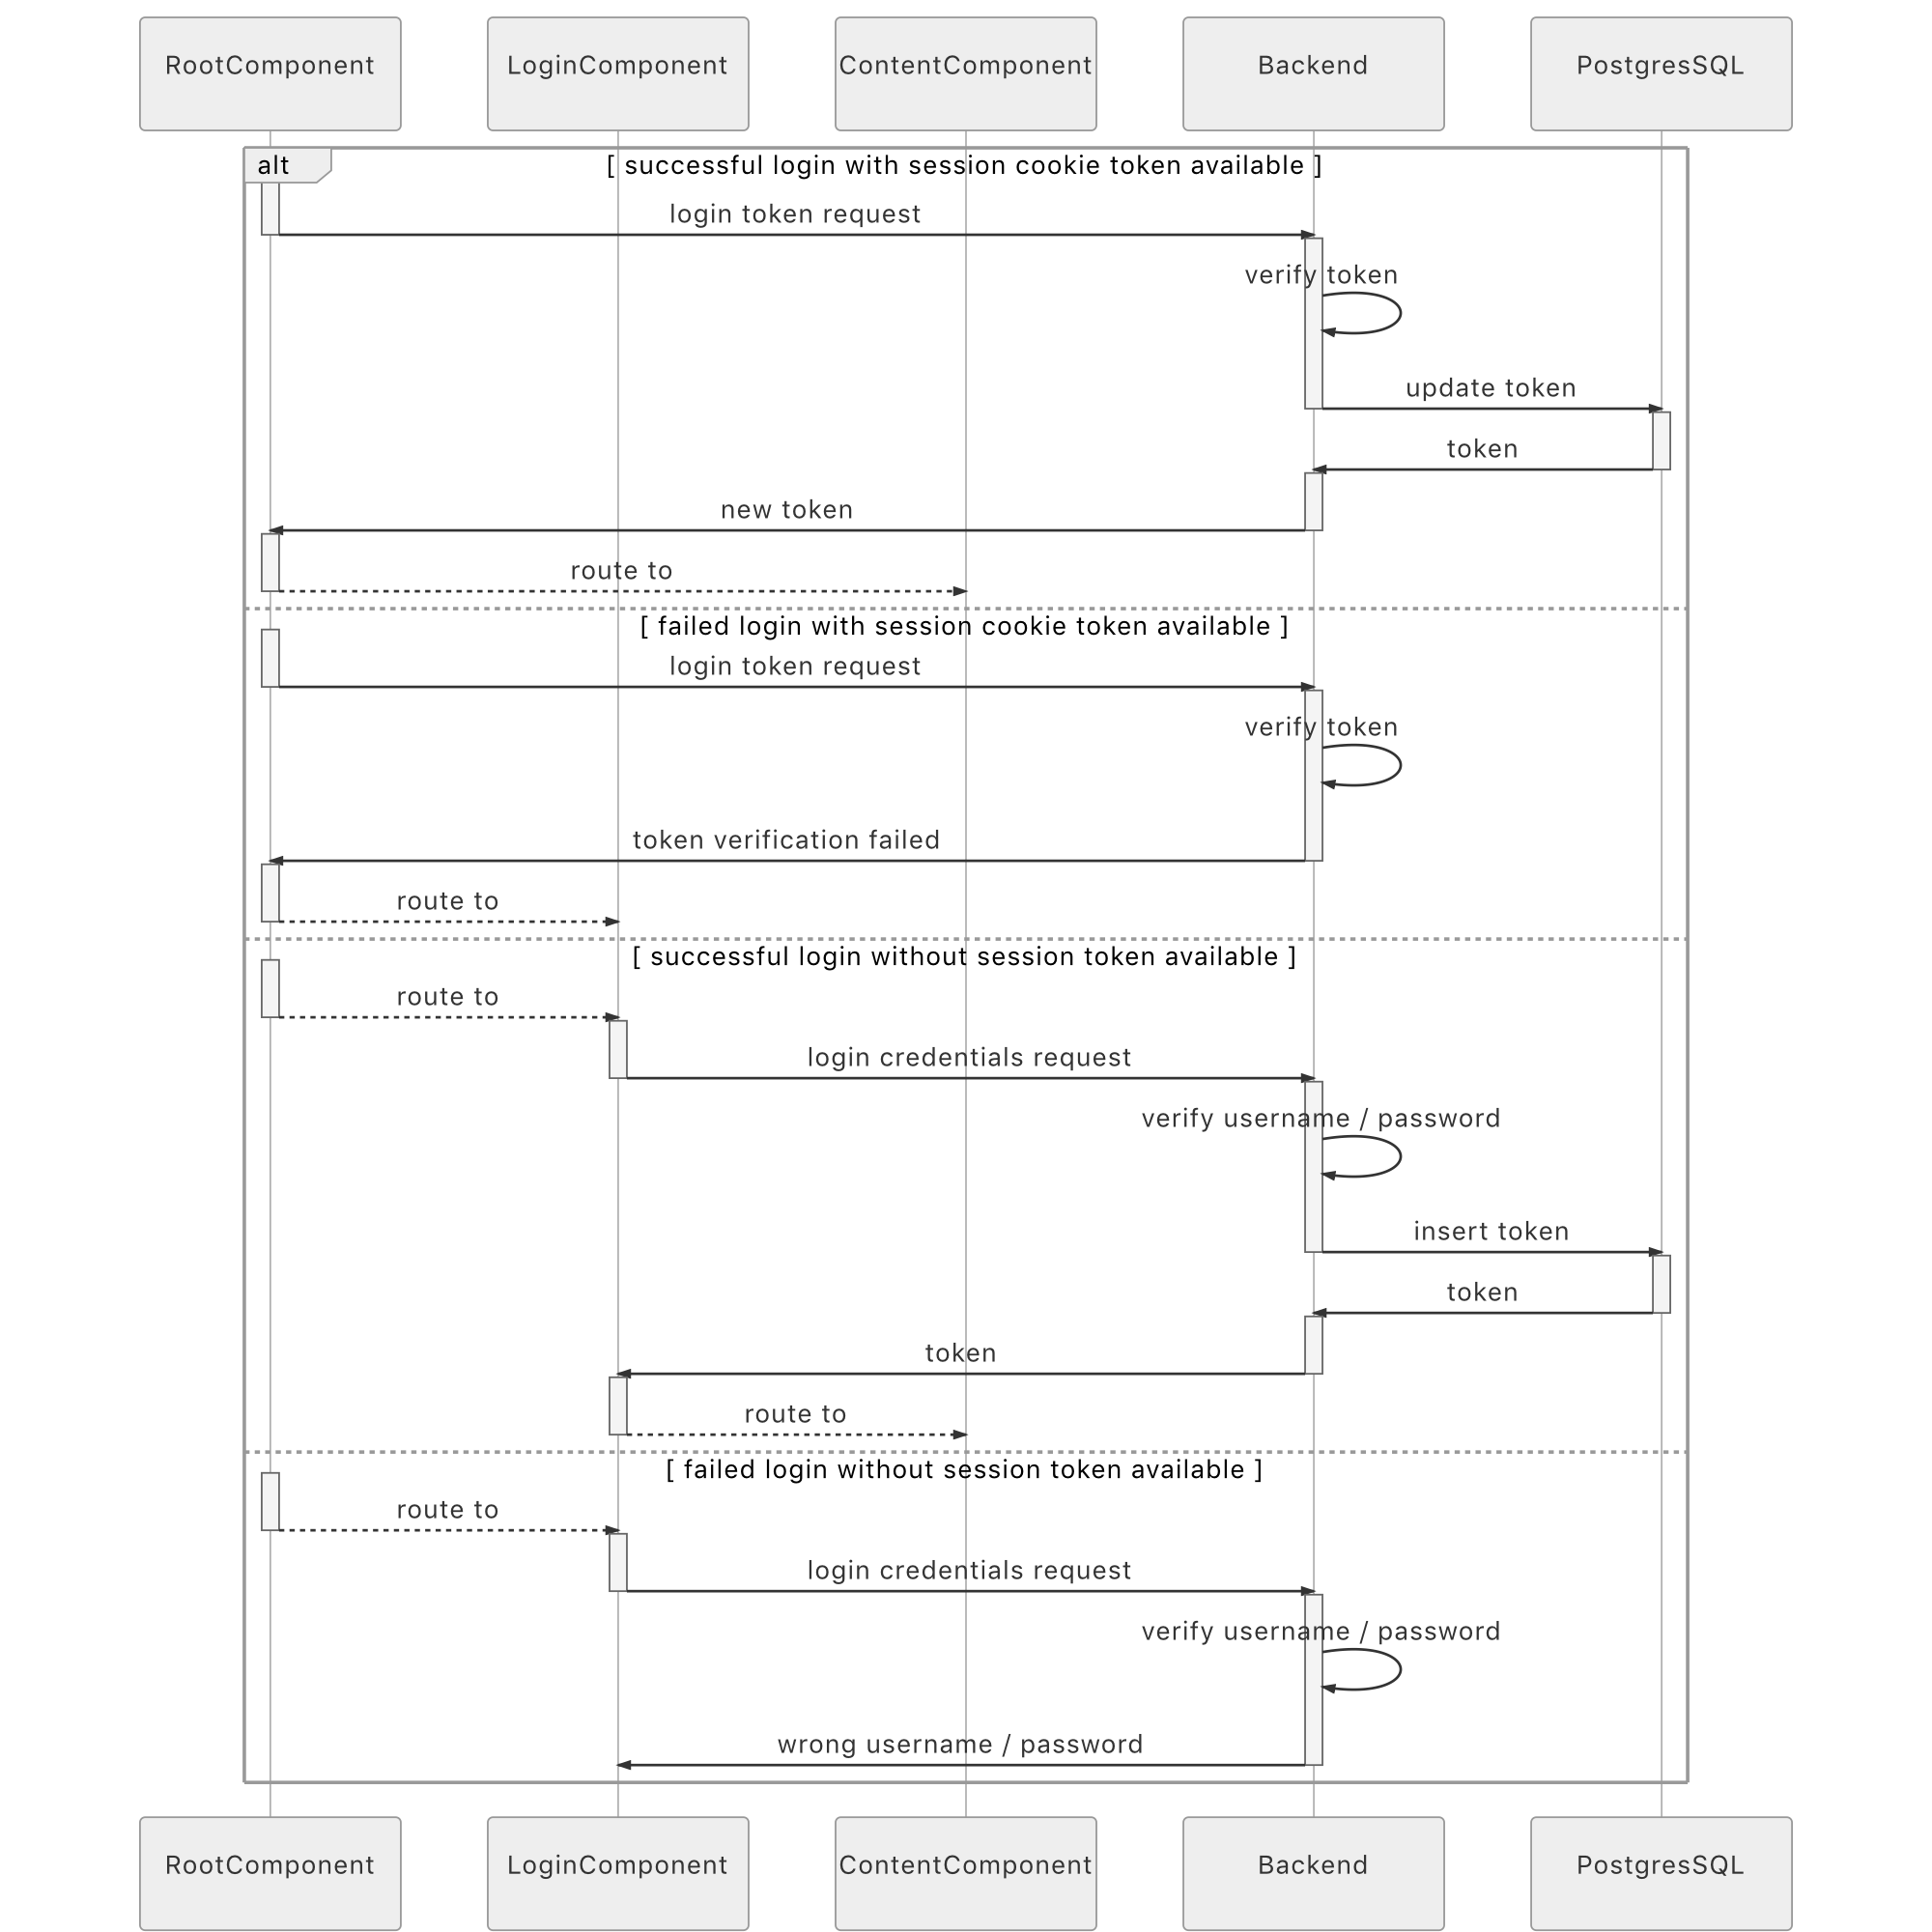 RootComponent
LoginComponent
ContentComponent
Backend
PostgresSQL
alt
[ successful login with session cookie token available ]
login token request
verify token
update token
token
new token
route to
[ failed login with session cookie token available ]
login token request
verify token
token verification failed
route to
[ successful login without session token available ]
route to
login credentials request
verify username / password
insert token
token
token
route to
[ failed login without session token available ]
route to
login credentials request
verify username / password
wrong username / password
RootComponent
LoginComponent
ContentComponent
Backend
PostgresSQL